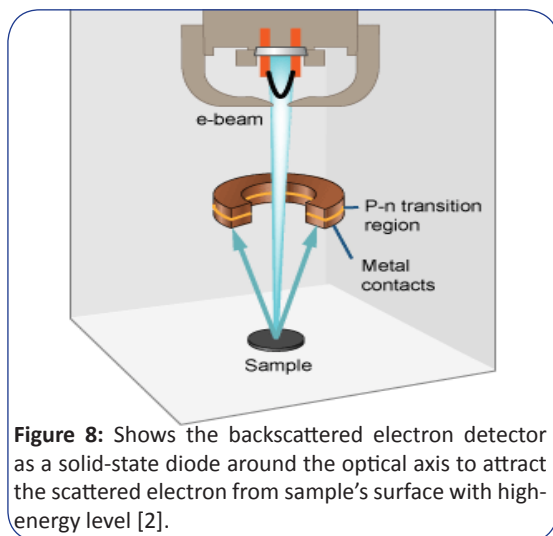 e-beam
P-n transition
region
Metal
contacts
Sample
Figure 8: Shows the backscattered electron detector
as a solid-state diode around the optical axis to attract
the scattered electron from sample's surface with high-
energy level [2].